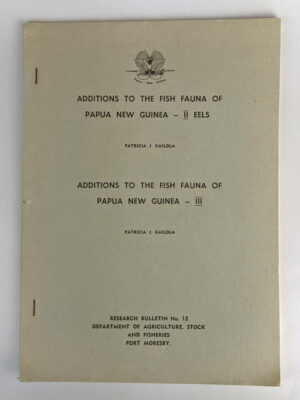 ADDITIONS TO THE FISH FAUNA OF
PAPUA NEW GUINEA – II EELS
PATRICIA J. KAILOLA
ADDITIONS TO THE FISH FAUNA OF
PAPUA NEW GUINEA – III
PATRICIA J. KAILOLA
RESEARCH BULLETIN No. 12
DEPARTMENT OF AGRICULTURE, STOCK
AND FISHERIES
PORT MORESBY.